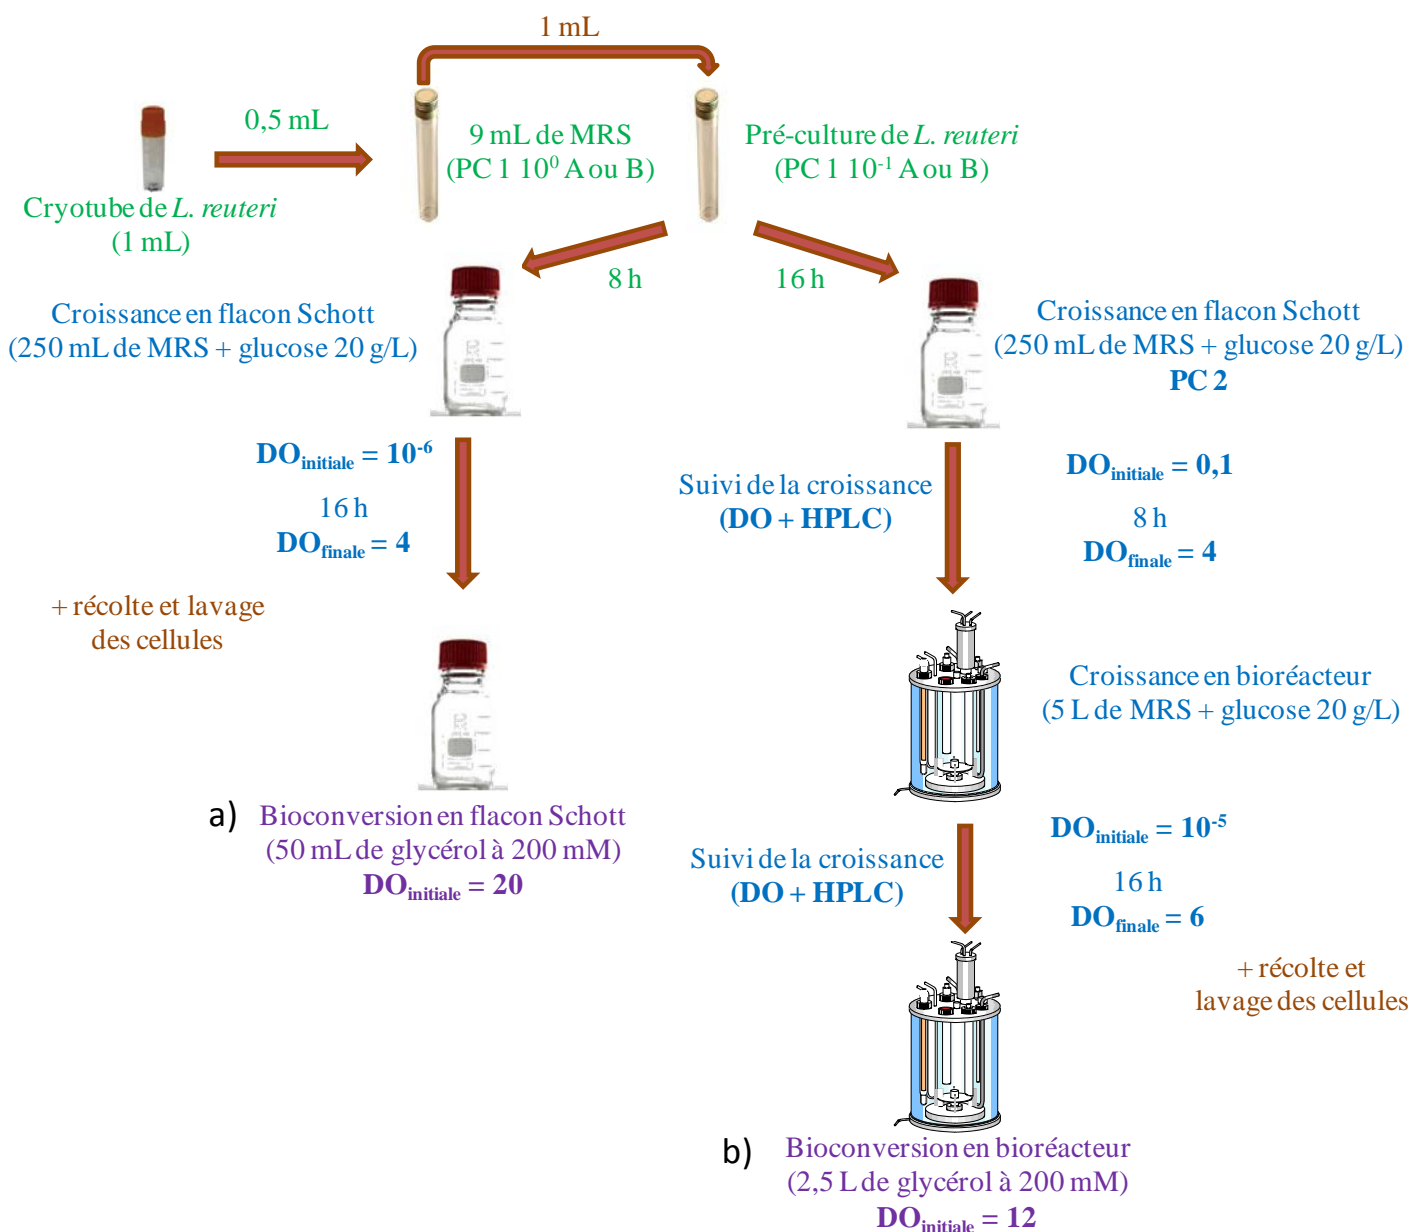 1 mL
0,5 mL
9 mL de MRS
(PC 1 10⁰ A ou B)
Pré-culture de L. reuteri
(PC 1 10⁻¹ A ou B)
Cryotube de L. reuteri
(1 mL)
8 h
16 h
Croissance en flacon Schott
(250 mL de MRS + glucose 20 g/L)
Croissance en flacon Schott
(250 mL de MRS + glucose 20 g/L)
PC 2
DOinitiale = 10⁻⁶
16 h
DOfinale = 4
Suivi de la croissance
(DO + HPLC)
DOinitiale = 0,1
8 h
DOfinale = 4
+ récolte et lavage
des cellules
Croissance en bioréacteur
(5 L de MRS + glucose 20 g/L)
a) Bioconversion en flacon Schott
(50 mL de glycérol à 200 mM)
DOinitiale = 20
Suivi de la croissance
(DO + HPLC)
DOinitiale = 10⁻⁵
16 h
DOfinale = 6
+ récolte et
lavage des cellules
b) Bioconversion en bioréacteur
(2,5 L de glycérol à 200 mM)
DOinitiale = 12